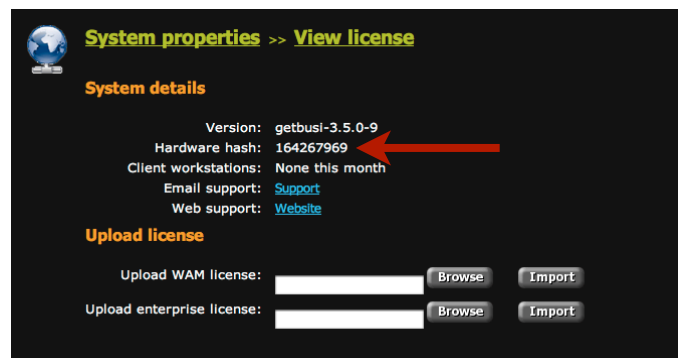 System properties >> View license
System details
Version: getbusi-3.5.0-9
Hardware hash: 164267969
Client workstations: None this month
Email support: Support
Web support: Website
Upload license
Upload WAM license: Browse Import
Upload enterprise license: Browse Import